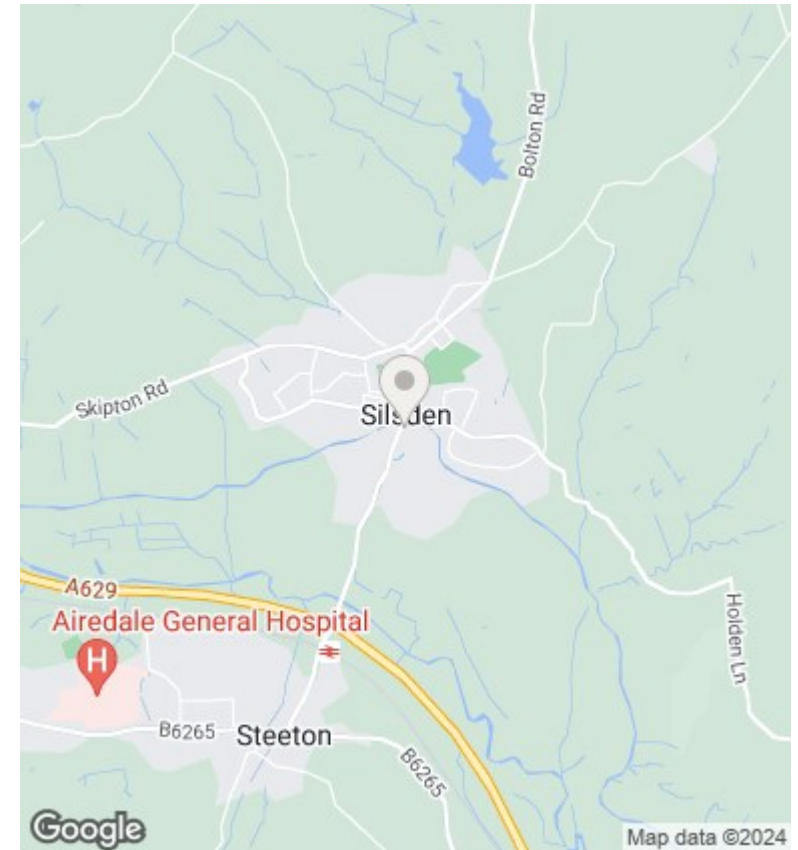 Bolton Rd
Skipton Rd
Silsden
A629
Airedale General Hospital
H
Holden Ln
B6265
Steeton
B6265
Google
Map data ©2024